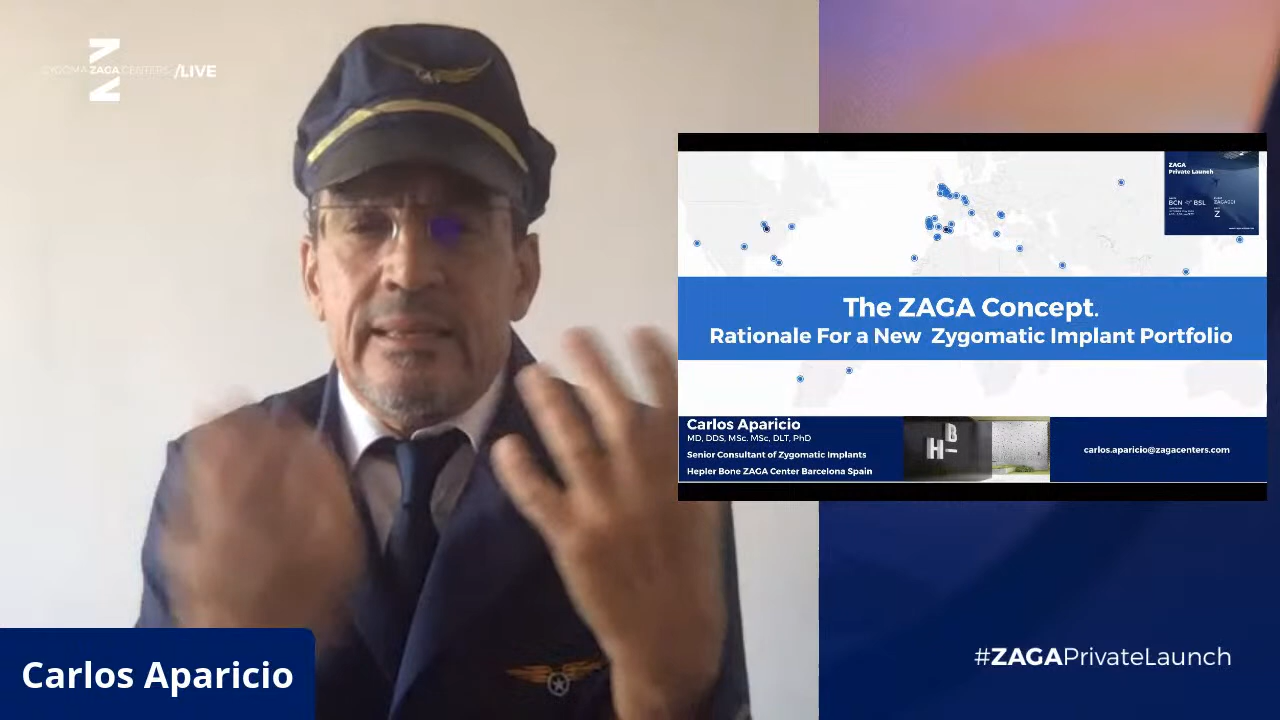 ZYGOMA ZAGA CENTERS /LIVE
ZAGA
Private Launch
BCN BSL
Z
The ZAGA Concept.
Rationale For a New Zygomatic Implant Portfolio
Carlos Aparicio
MD, DDS, MSc. MSc, DLT, PhD
Senior Consultant of Zygomatic Implants
Hepler Bone ZAGA Center Barcelona Spain
HB
carlos.aparicio@zagacenters.com
Carlos Aparicio
#ZAGAPrivateLaunch